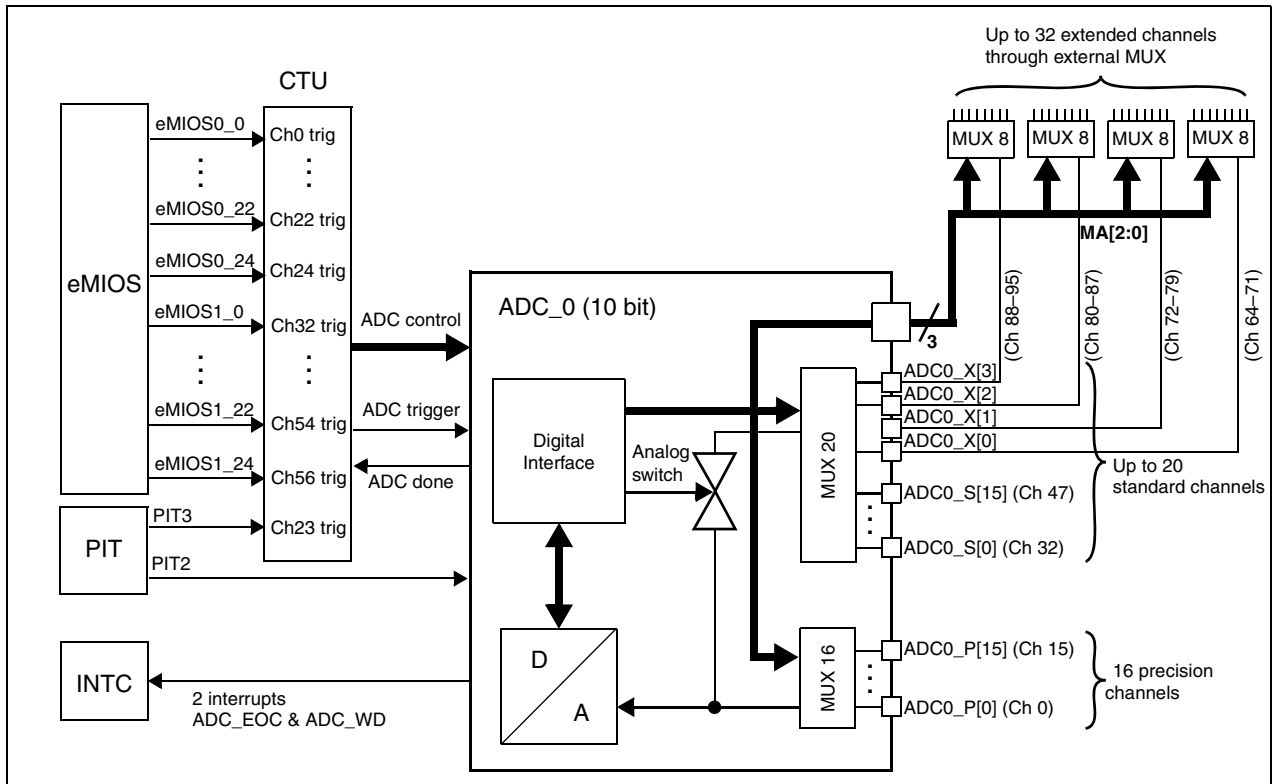 Up to 32 extended channels
through external MUX
CTU
eMIOS
eMIOS0_0
Ch0 trig
eMIOS0_22
Ch22 trig
eMIOS0_24
Ch24 trig
eMIOS1_0
Ch32 trig
eMIOS1_22
Ch54 trig
eMIOS1_24
Ch56 trig
PIT
PIT3
Ch23 trig
PIT2
INTC
2 interrupts
ADC_EOC & ADC_WD
ADC control
ADC trigger
ADC done
ADC_0 (10 bit)
Digital
Interface
Analog
switch
D
A
MUX 20
MUX 16
MUX 8
MUX 8
MUX 8
MUX 8
MA[2:0]
3
(Ch 88–95)
(Ch 80–87)
(Ch 72–79)
(Ch 64–71)
ADC0_X[3]
ADC0_X[2]
ADC0_X[1]
ADC0_X[0]
ADC0_S[15] (Ch 47)
ADC0_S[0] (Ch 32)
Up to 20
standard channels
ADC0_P[15] (Ch 15)
ADC0_P[0] (Ch 0)
16 precision
channels